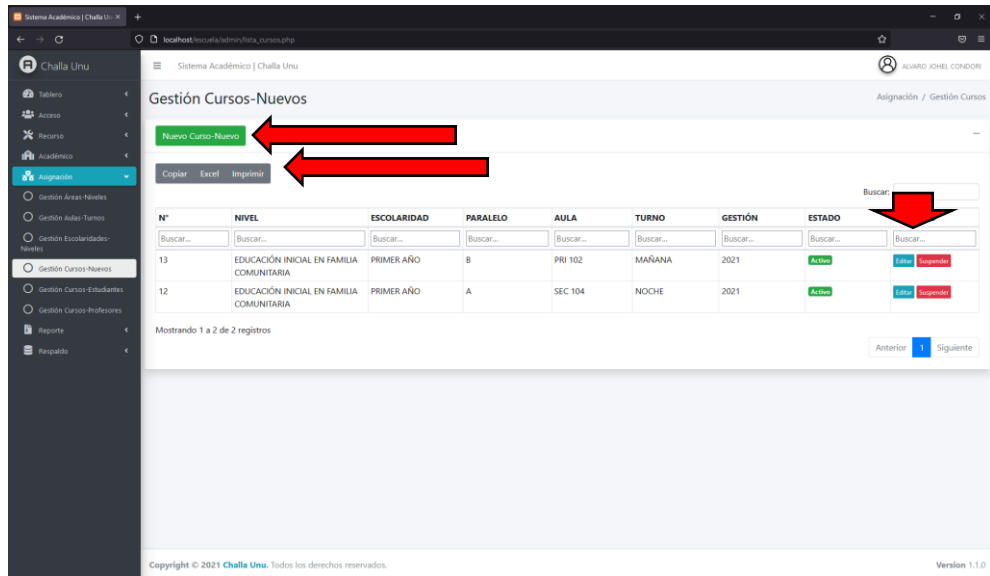 Sistema Académico | Challa Un
localhost/escuela/admin/lista_cursos.php
Challa Unu
Sistema Académico | Challa Unu
ALVARO JOHEL CONDORI
Tablero
Acceso
Recurso
Académico
Asignación
Gestión Áreas-Niveles
Gestión Aulas-Turnos
Gestión Escolaridades-
Niveles
Gestión Cursos-Nuevos
Gestión Cursos-Estudiantes
Gestión Cursos-Profesores
Reporte
Respaldo
Gestión Cursos-Nuevos
Asignación / Gestión Cursos
Nuevo Curso-Nuevo
Copiar Excel Imprimir
Buscar:
N° NIVEL ESCOLARIDAD PARALELO AULA TURNO GESTIÓN ESTADO
Buscar... Buscar... Buscar... Buscar... Buscar... Buscar... Buscar... Buscar... Buscar...
13 EDUCACIÓN INICIAL EN FAMILIA PRIMER AÑO B PRI 102 MAÑANA 2021 Activo Editar Suspender
COMUNITARIA
12 EDUCACIÓN INICIAL EN FAMILIA PRIMER AÑO A SEC 104 NOCHE 2021 Activo Editar Suspender
COMUNITARIA
Mostrando 1 a 2 de 2 registros
Anterior 1 Siguiente
Copyright © 2021 Challa Unu. Todos los derechos reservados.
Version 1.1.0